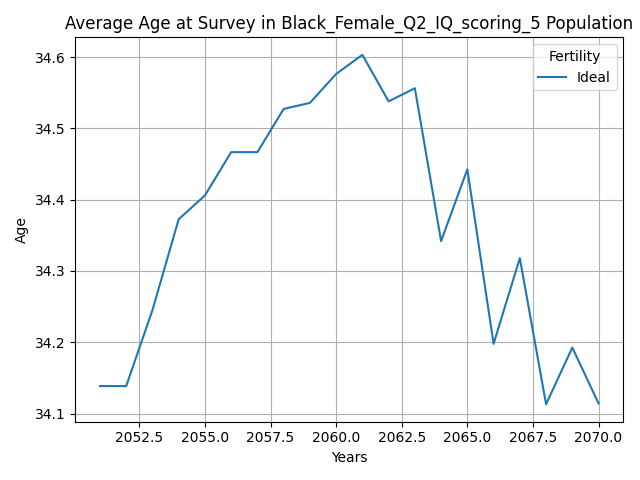 Average Age at Survey in Black_Female_Q2_IQ_scoring_5 Population
Fertility
Ideal
34.6
34.5
34.4
34.3
34.2
34.1
Age
2052.5 2055.0 2057.5 2060.0 2062.5 2065.0 2067.5 2070.0
Years